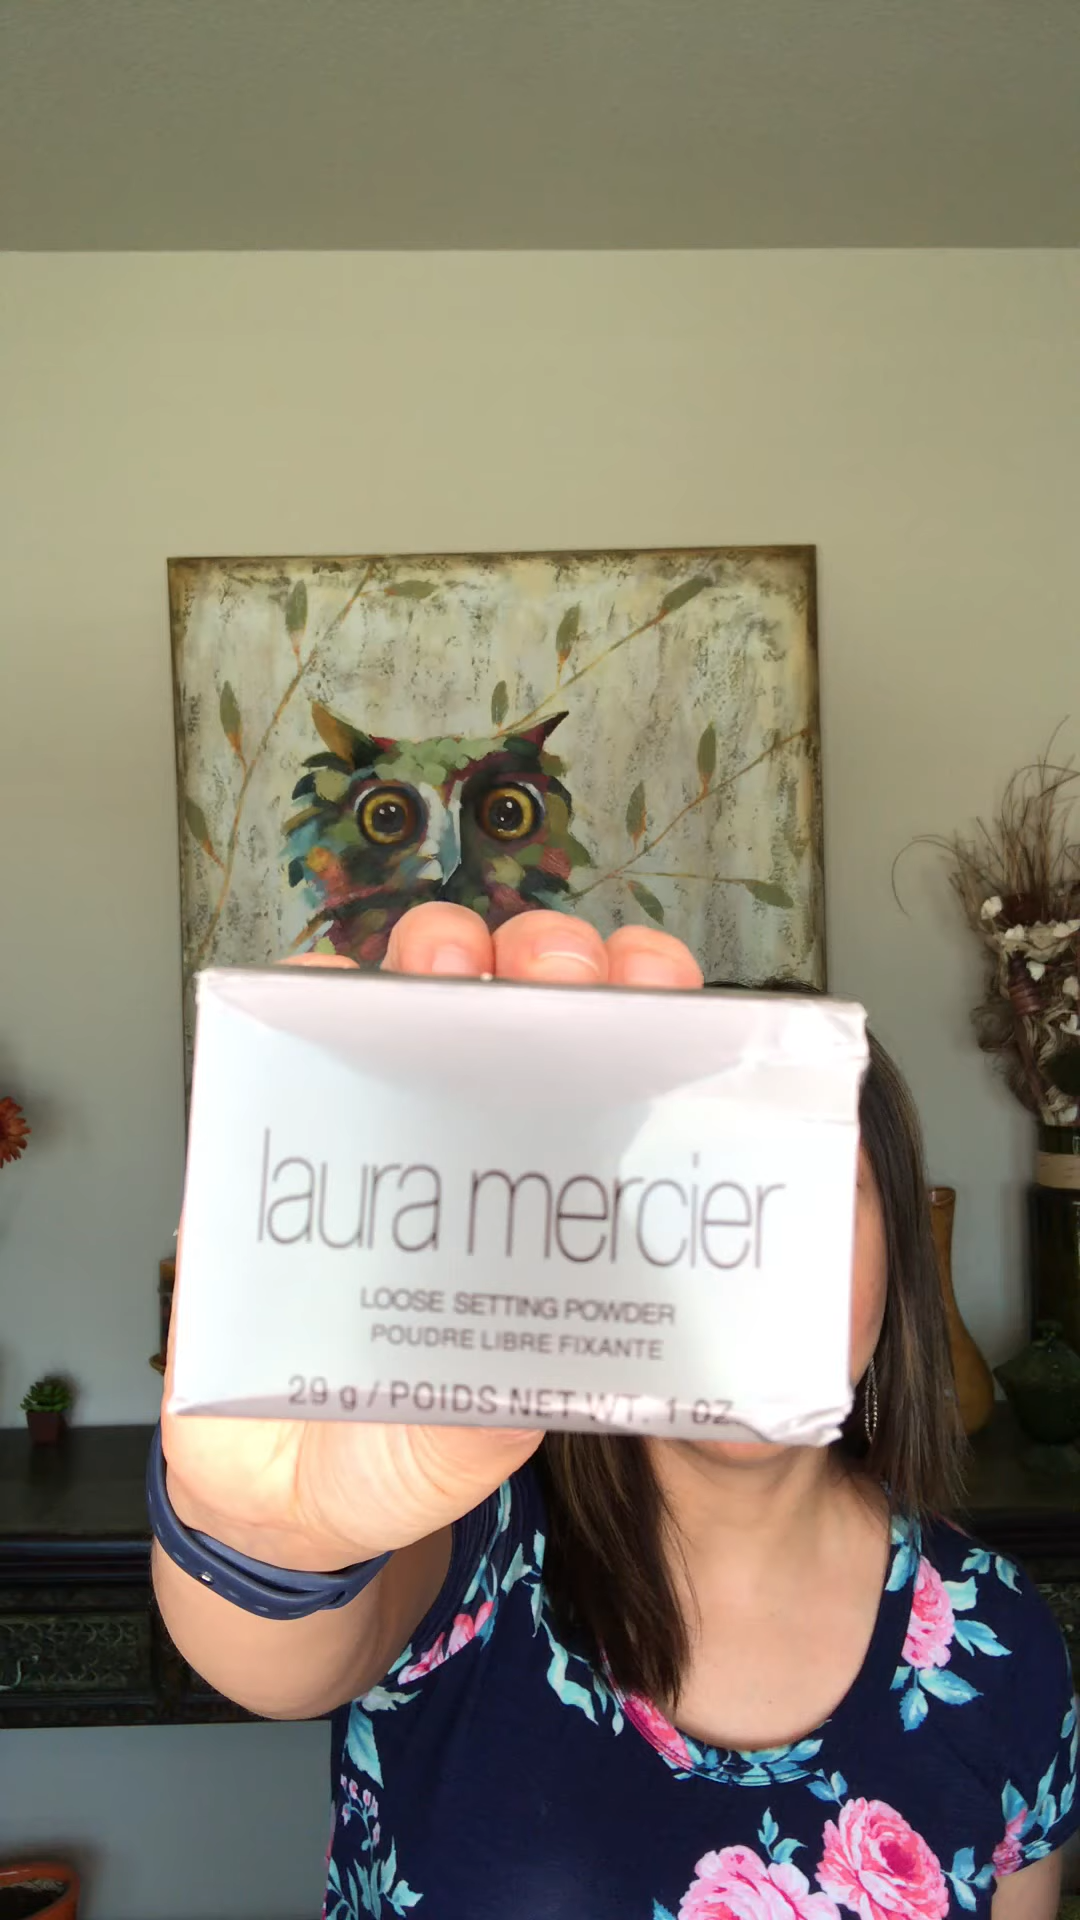 laura mercier
LOOSE SETTING POWDER
POUDRE LIBRE FIXANTE
29 g / POIDS NET WT. 1 OZ.